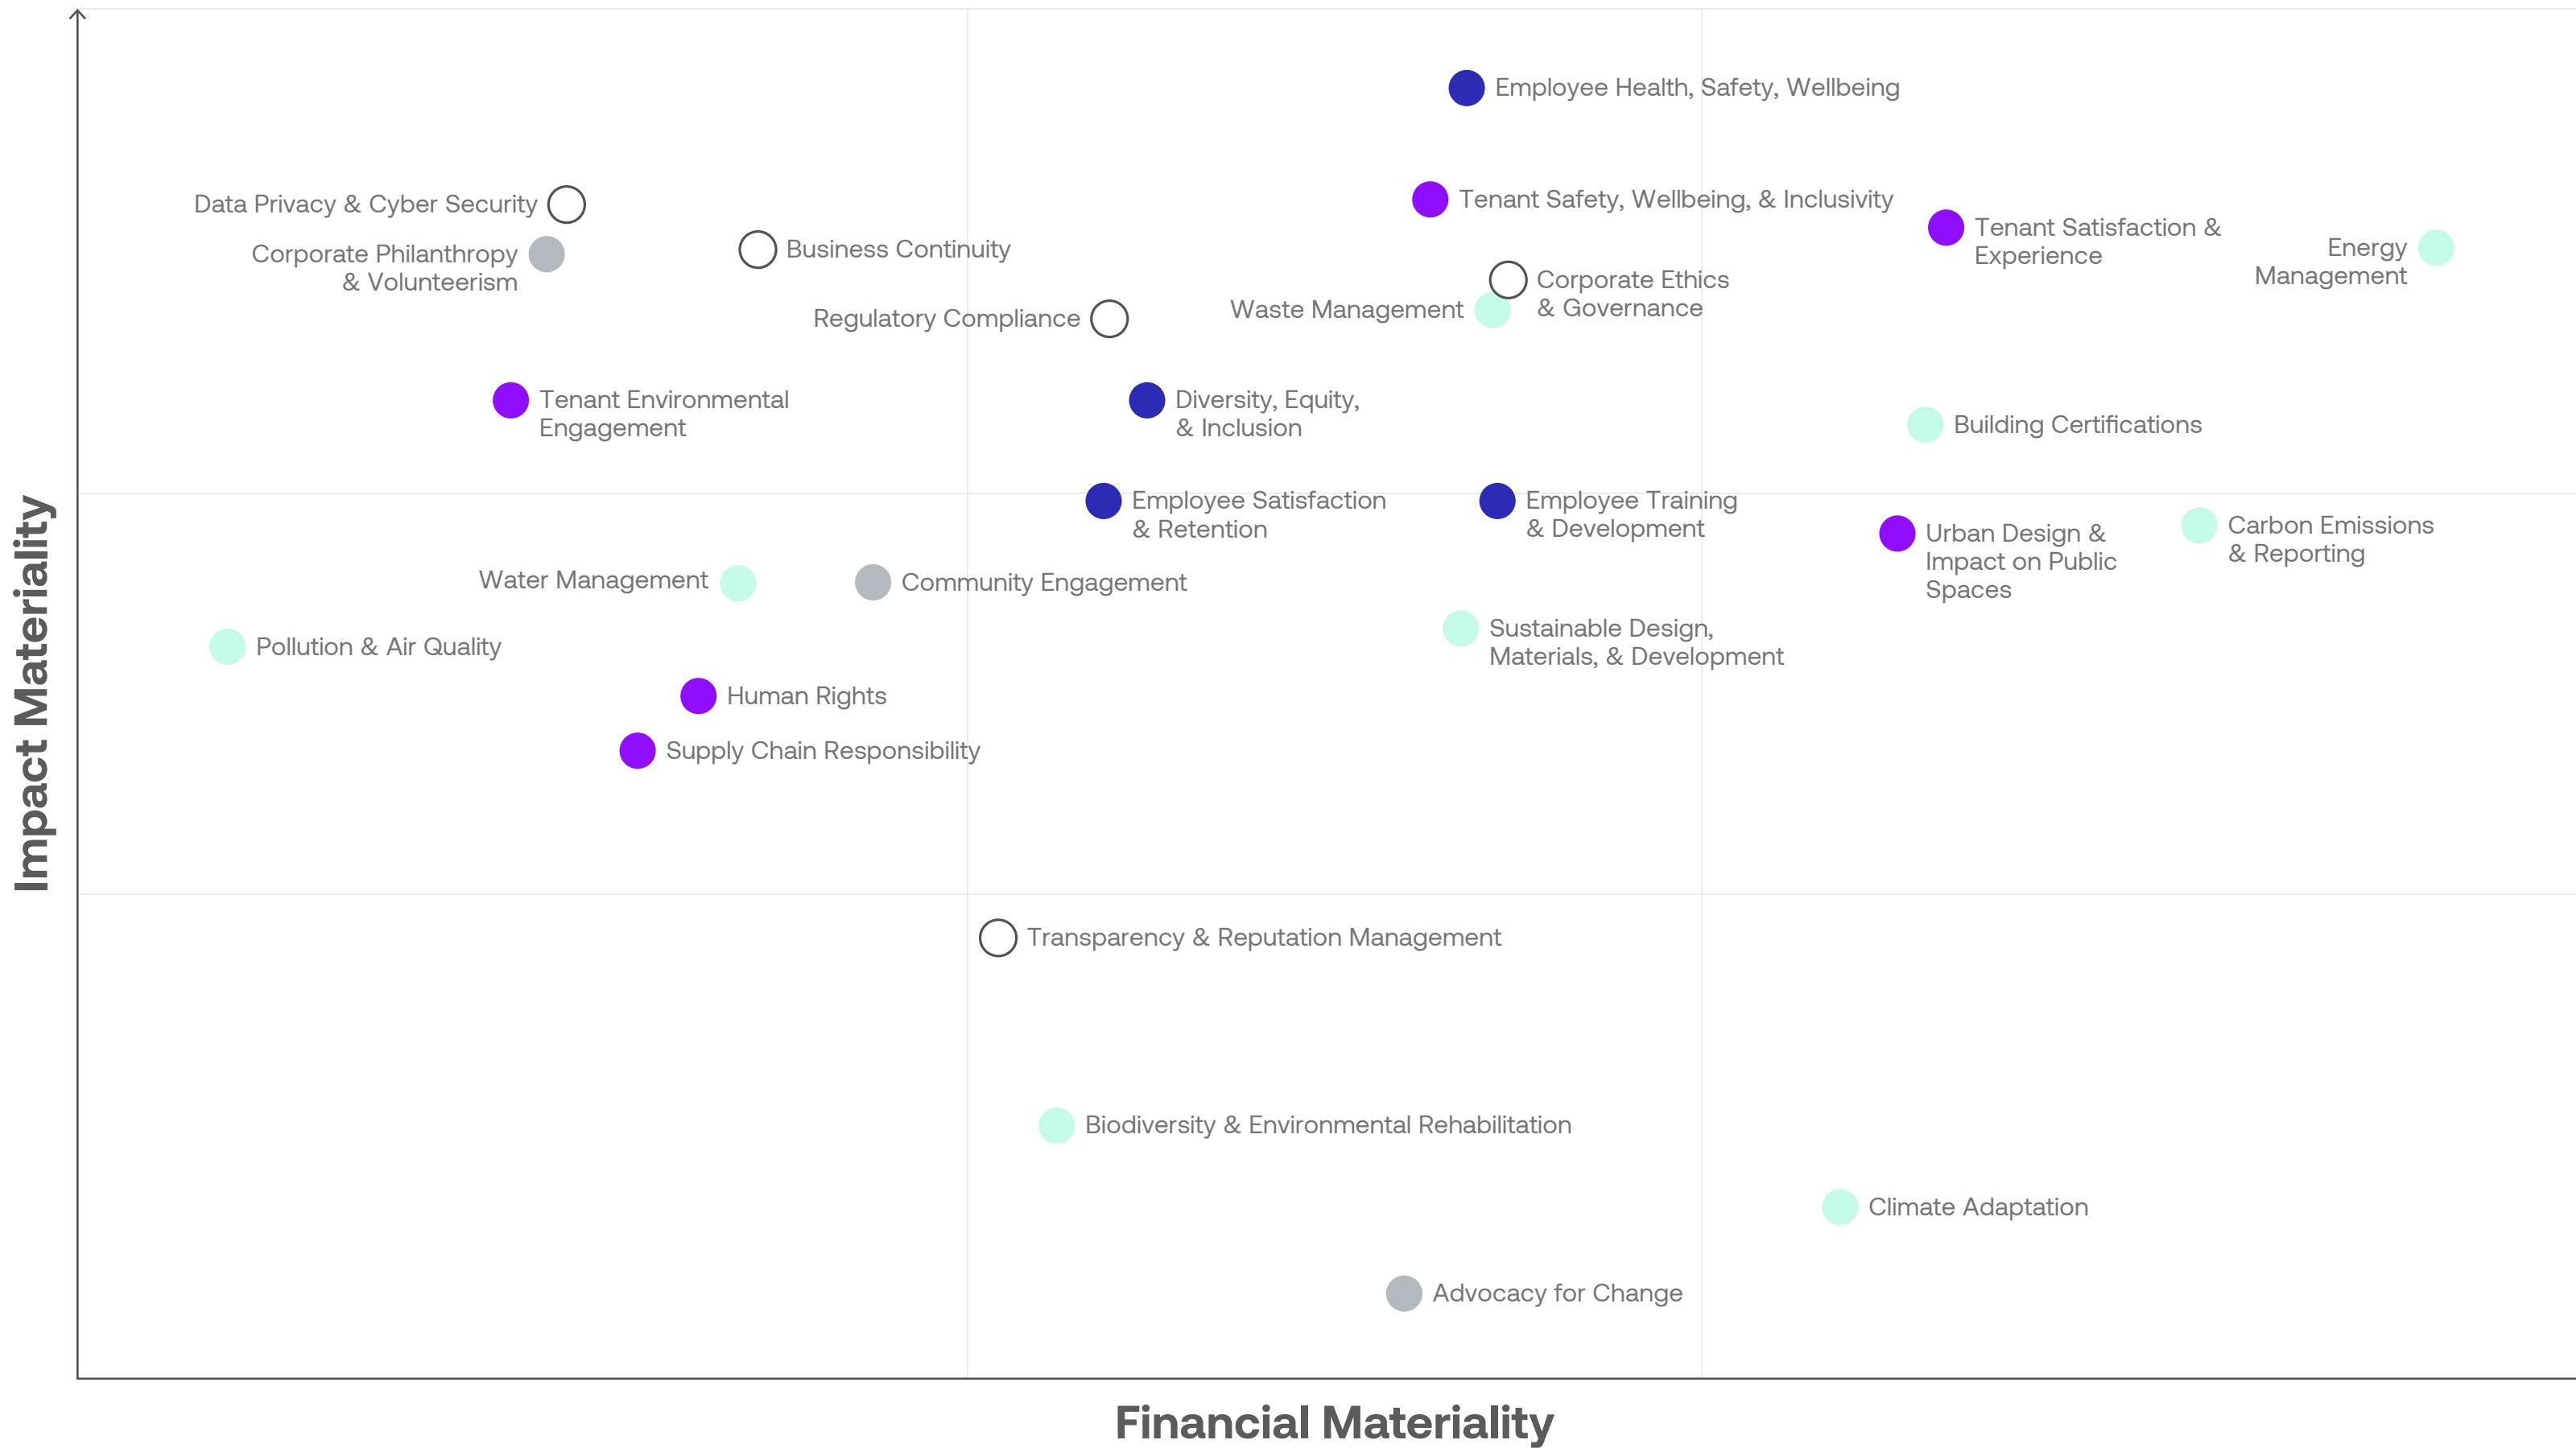 Employee Health, Safety, Wellbeing
Data Privacy & Cyber Security
Tenant Safety, Wellbeing, & Inclusivity
Tenant Satisfaction &
Experience
Energy
Management
Corporate Philanthropy
& Volunteerism
Business Continuity
Corporate Ethics
& Governance
Waste Management
Regulatory Compliance
Tenant Environmental
Engagement
Diversity, Equity,
& Inclusion
Building Certifications
Employee Satisfaction
& Retention
Employee Training
& Development
Urban Design &
Impact on Public
Spaces
Carbon Emissions
& Reporting
Water Management
Community Engagement
Sustainable Design,
Materials, & Development
Pollution & Air Quality
Human Rights
Supply Chain Responsibility
Impact Materiality
Transparency & Reputation Management
Biodiversity & Environmental Rehabilitation
Climate Adaptation
Advocacy for Change
Financial Materiality